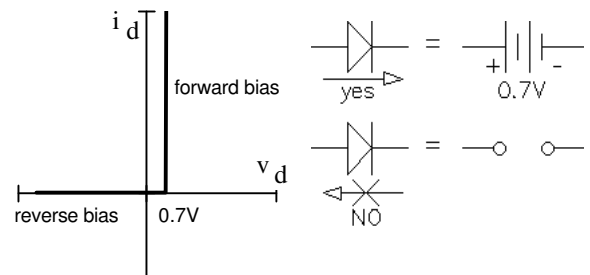 i d
forward bias
v d
reverse bias
0.7V
=
+ -
yes
0.7V
=
NO